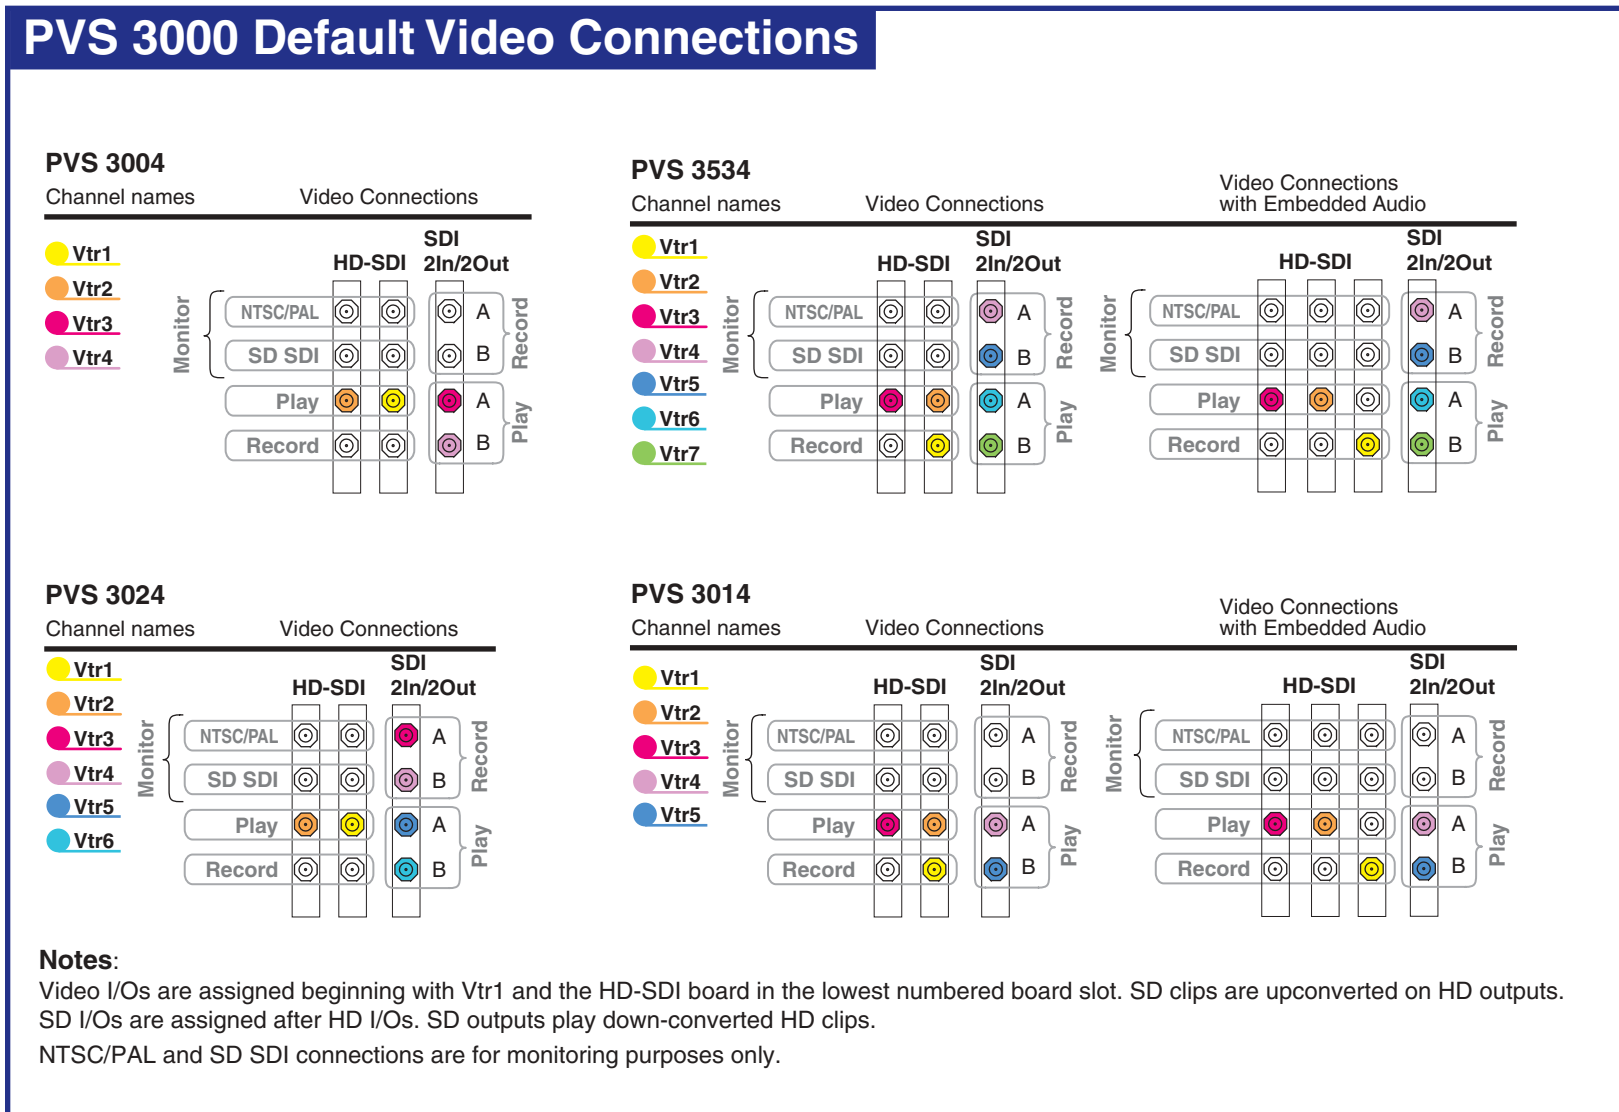 PVS 3000 Default Video Connections
PVS 3004
Channel names Video Connections
Vtr1
Vtr2
Vtr3
Vtr4
HD-SDI
SDI
2In/2Out
Monitor
NTSC/PAL
SD SDI
Play
Record
A
B
Record
A
B
Play
PVS 3534
Channel names Video Connections
Video Connections
with Embedded Audio
Vtr1
Vtr2
Vtr3
Vtr4
Vtr5
Vtr6
Vtr7
HD-SDI
SDI
2In/2Out
Monitor
NTSC/PAL
SD SDI
Play
Record
A
B
Record
A
B
Play
HD-SDI
SDI
2In/2Out
Monitor
NTSC/PAL
SD SDI
Play
Record
A
B
Record
A
B
Play
PVS 3024
Channel names Video Connections
Vtr1
Vtr2
Vtr3
Vtr4
Vtr5
Vtr6
HD-SDI
SDI
2In/2Out
Monitor
NTSC/PAL
SD SDI
Play
Record
A
B
Record
A
B
Play
PVS 3014
Channel names Video Connections
Video Connections
with Embedded Audio
Vtr1
Vtr2
Vtr3
Vtr4
Vtr5
HD-SDI
SDI
2In/2Out
Monitor
NTSC/PAL
SD SDI
Play
Record
A
B
Record
A
B
Play
HD-SDI
SDI
2In/2Out
Monitor
NTSC/PAL
SD SDI
Play
Record
A
B
Record
A
B
Play
Notes:
Video I/Os are assigned beginning with Vtr1 and the HD-SDI board in the lowest numbered board slot. SD clips are upconverted on HD outputs.
SD I/Os are assigned after HD I/Os. SD outputs play down-converted HD clips.
NTSC/PAL and SD SDI connections are for monitoring purposes only.